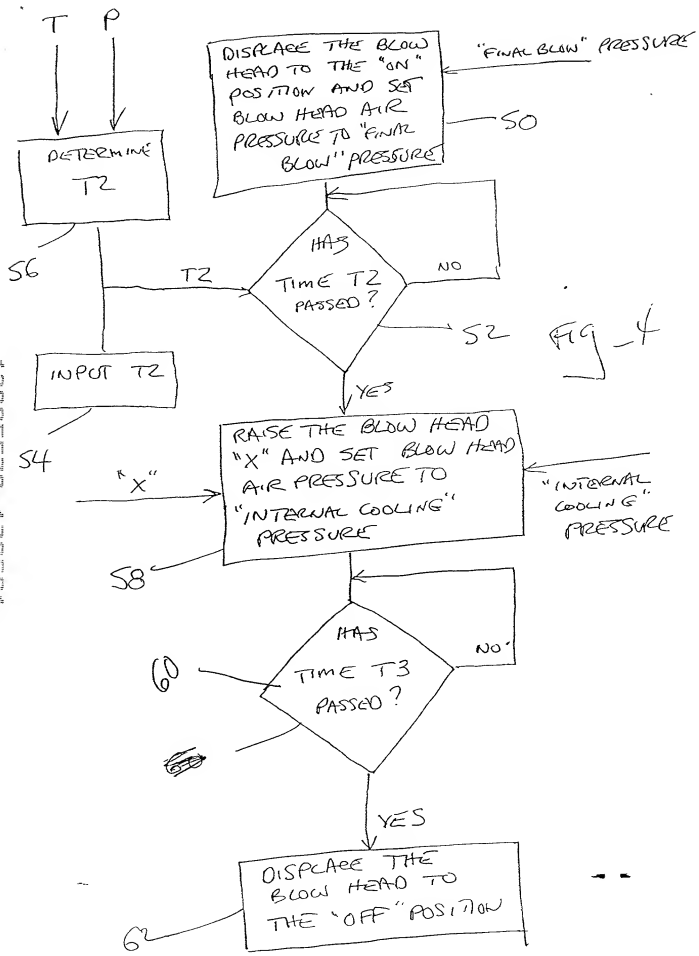 T P
DISPLACE THE BLOW
HEAD TO THE "ON"
POSITION AND SET
BLOW HEAD AIR
PRESSURE TO "FINAL
BLOW" PRESSURE
"FINAL BLOW" PRESSURE
50
DETERMINE
T2
56
T2
HAS
TIME T2
PASSED?
NO
52
FIG_4
INPUT T2
54
YES
RAISE THE BLOW HEAD
"X" AND SET BLOW HEAD
AIR PRESSURE TO
"INTERNAL COOLING"
PRESSURE
"X"
"INTERNAL
COOLING"
PRESSURE
58
HAS
TIME T3
PASSED?
NO
60
YES
DISPLACE THE
BLOW HEAD TO
THE "OFF" POSITION
62